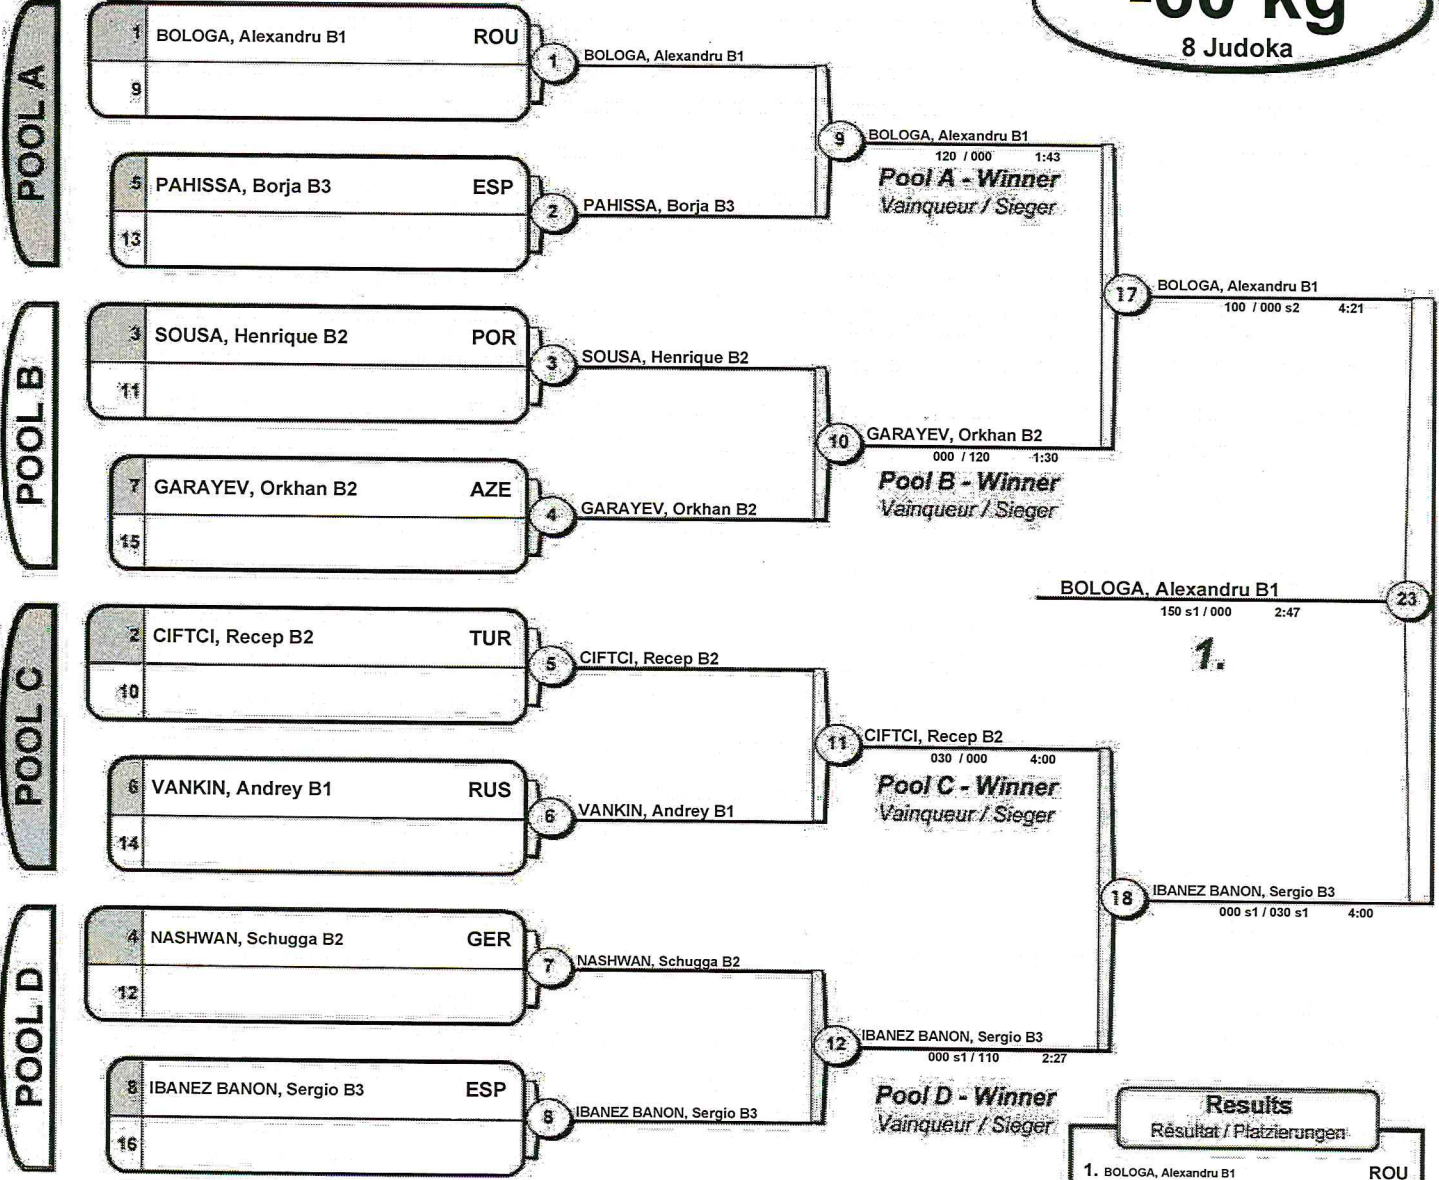 -60 kg
8 Judoka
POOL A
1 BOLOGA, Alexandru B1 ROU
9
5 PAHISSA, Borja B3 ESP
13
1 BOLOGA, Alexandru B1
2 PAHISSA, Borja B3
9 BOLOGA, Alexandru B1
120 / 000 1:43
Pool A - Winner
Vainqueur / Sieger
POOL B
3 SOUSA, Henrique B2 POR
11
7 GARAYEV, Orkhan B2 AZE
15
3 SOUSA, Henrique B2
4 GARAYEV, Orkhan B2
10 GARAYEV, Orkhan B2
000 / 120 1:30
Pool B - Winner
Vainqueur / Sieger
17 BOLOGA, Alexandru B1
100 / 000 s2 4:21
BOLOGA, Alexandru B1 23
150 s1 / 000 2:47
1.
POOL C
2 CIFTCI, Recep B2 TUR
10
6 VANKIN, Andrey B1 RUS
14
5 CIFTCI, Recep B2
6 VANKIN, Andrey B1
11 CIFTCI, Recep B2
030 / 000 4:00
Pool C - Winner
Vainqueur / Sieger
POOL D
4 NASHWAN, Schugga B2 GER
12
8 IBANEZ BANON, Sergio B3 ESP
16
7 NASHWAN, Schugga B2
8 IBANEZ BANON, Sergio B3
12 IBANEZ BANON, Sergio B3
000 s1 / 110 2:27
Pool D - Winner
Vainqueur / Sieger
18 IBANEZ BANON, Sergio B3
000 s1 / 030 s1 4:00
Results
Résultat / Platzierungen
1. BOLOGA, Alexandru B1 ROU